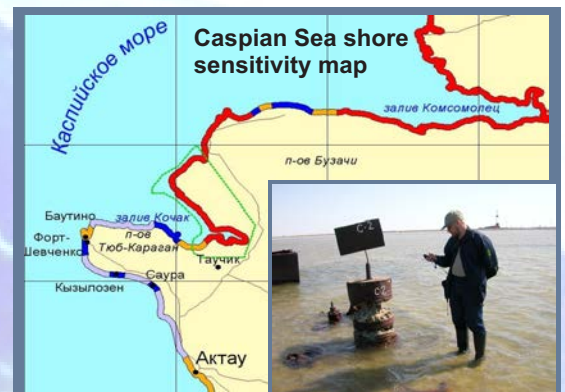 Caspian Sea shore
sensitivity map
Каспийское море
залив Комсомолец
п-ов Бузачи
Баутино
залив Кочак
Форт-
Шевченко
п-ов
Тюб-Караган
Таучик
Саура
Кызылозен
Актау
С-2
С-2